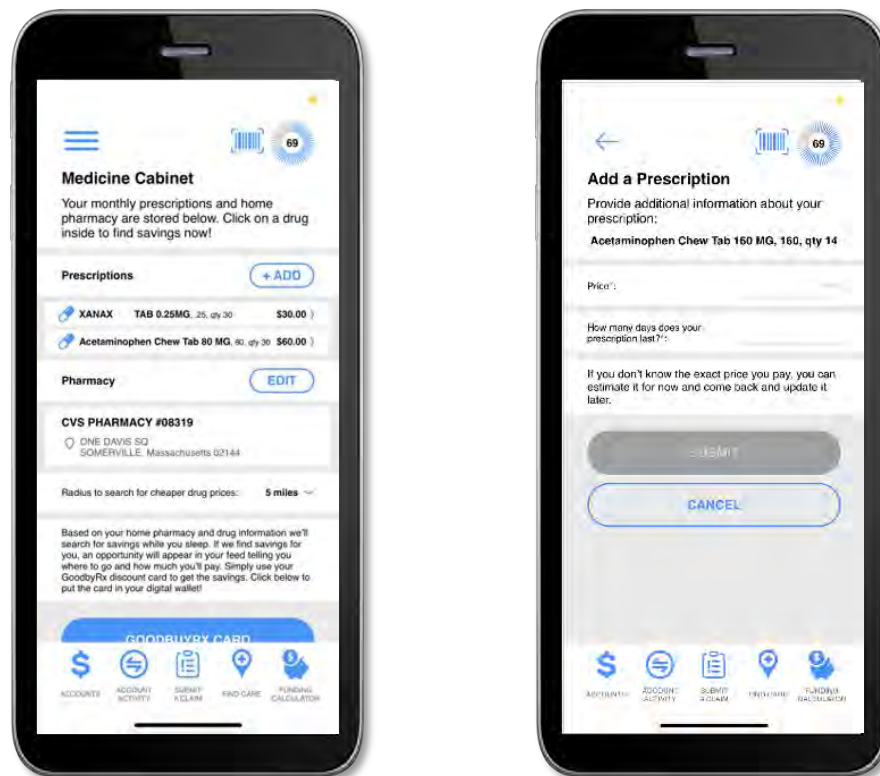 69
Medicine Cabinet
Your monthly prescriptions and home
pharmacy are stored below. Click on a drug
inside to find savings now!
Prescriptions + ADD
XANAX TAB 0.25MG, .25, qty 30 $30.00
Acetaminophen Chew Tab 80 MG, 80, qty 30 $60.00
Pharmacy EDIT
CVS PHARMACY #08319
ONE DAVIS SQ
SOMERVILLE, Massachusetts 02144
Radius to search for cheaper drug prices: 5 miles
Based on your home pharmacy and drug information we'll
search for savings while you sleep. If we find savings for
you, an opportunity will appear in your feed telling you
where to go and how much you'll pay. Simply use your
GoodbyRx discount card to get the savings. Click below to
put the card in your digital wallet!
GOODBUYRX CARD
ACCOUNTS
ACCOUNT
ACTIVITY
SUBMIT
A CLAIM
FIND CARE
FUNDING
CALCULATOR
69
Add a Prescription
Provide additional information about your
prescription:
Acetaminophen Chew Tab 160 MG, 160, qty 14
Price*:
How many days does your
prescription last?*:
If you don't know the exact price you pay, you can
estimate it for now and come back and update it
later.
SUBMIT
CANCEL
ACCOUNTS
ACCOUNT
ACTIVITY
SUBMIT
A CLAIM
FIND CARE
FUNDING
CALCULATOR